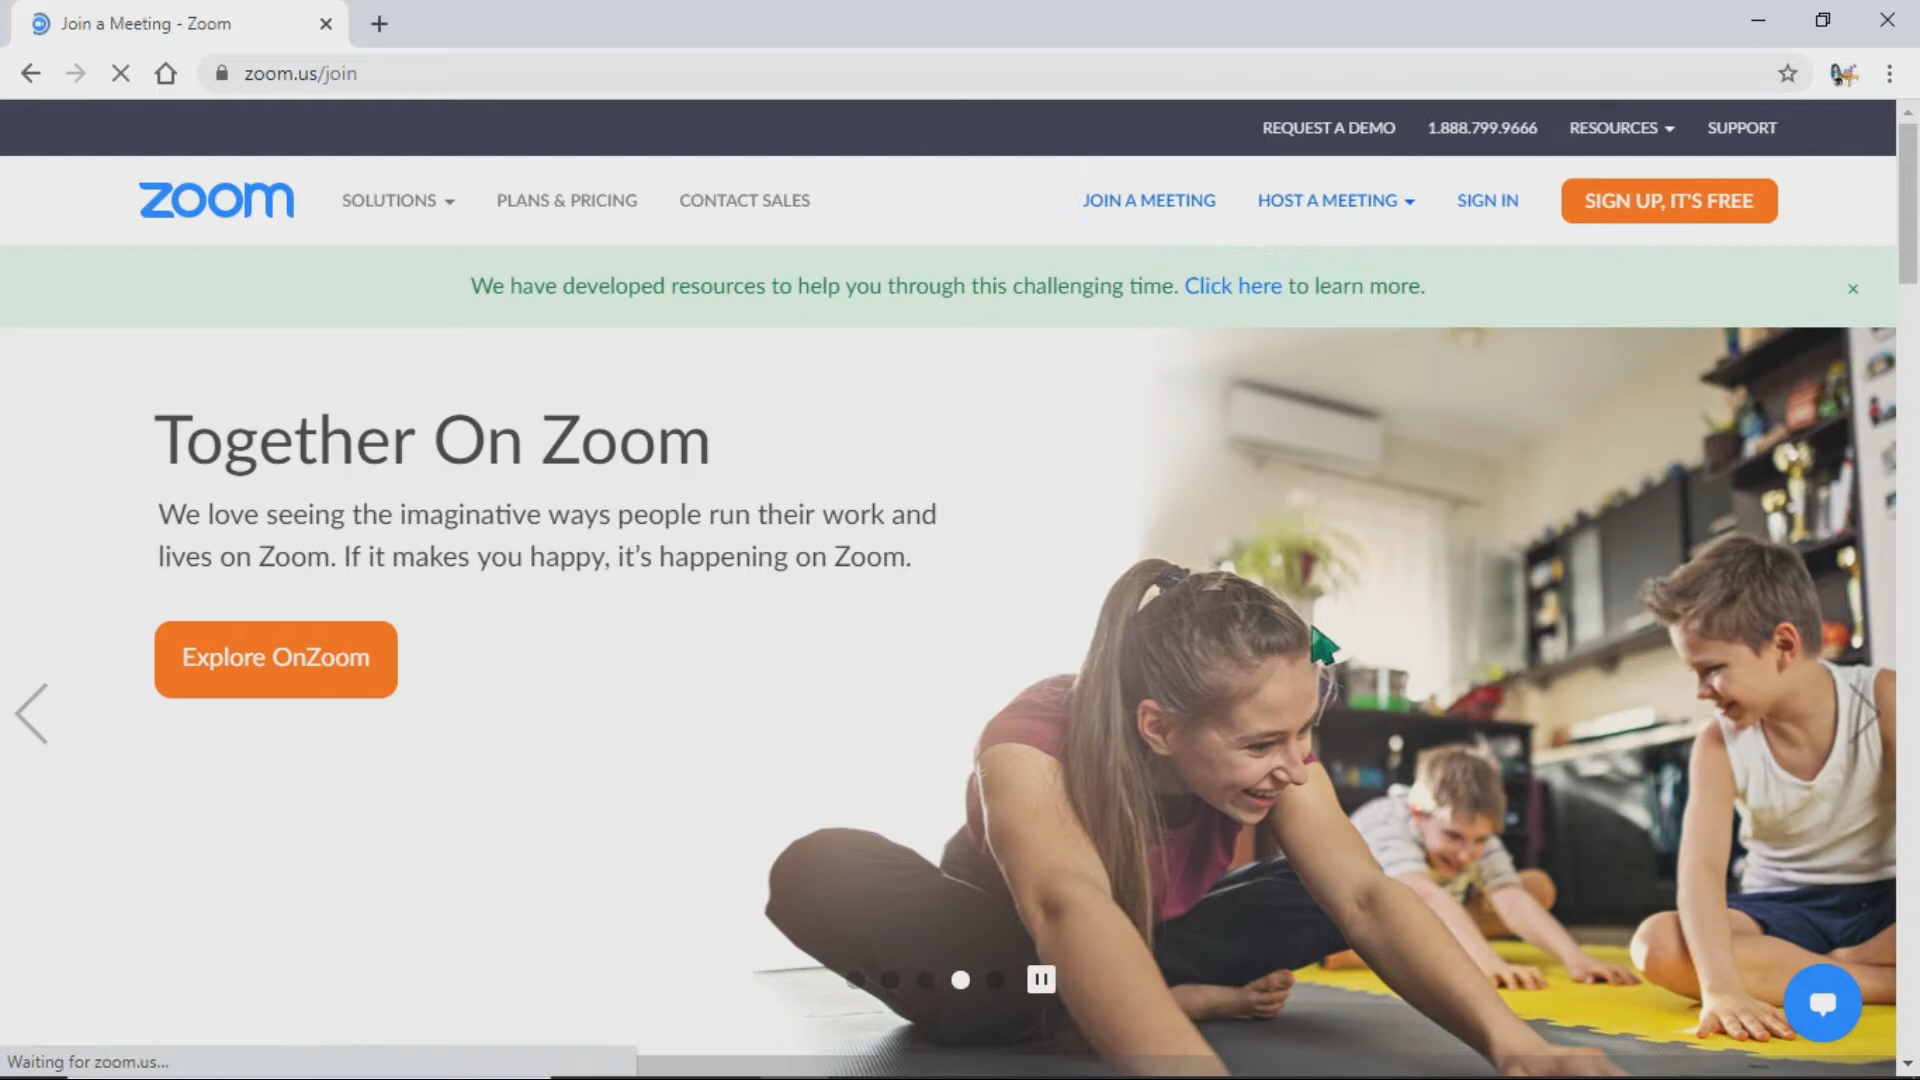 Join a Meeting - Zoom
zoom.us/join
REQUEST A DEMO 1.888.799.9666 RESOURCES SUPPORT
zoom SOLUTIONS PLANS & PRICING CONTACT SALES JOIN A MEETING HOST A MEETING SIGN IN SIGN UP, IT'S FREE
We have developed resources to help you through this challenging time. Click here to learn more.
Together On Zoom
We love seeing the imaginative ways people run their work and
lives on Zoom. If it makes you happy, it's happening on Zoom.
Explore OnZoom
Waiting for zoom.us...